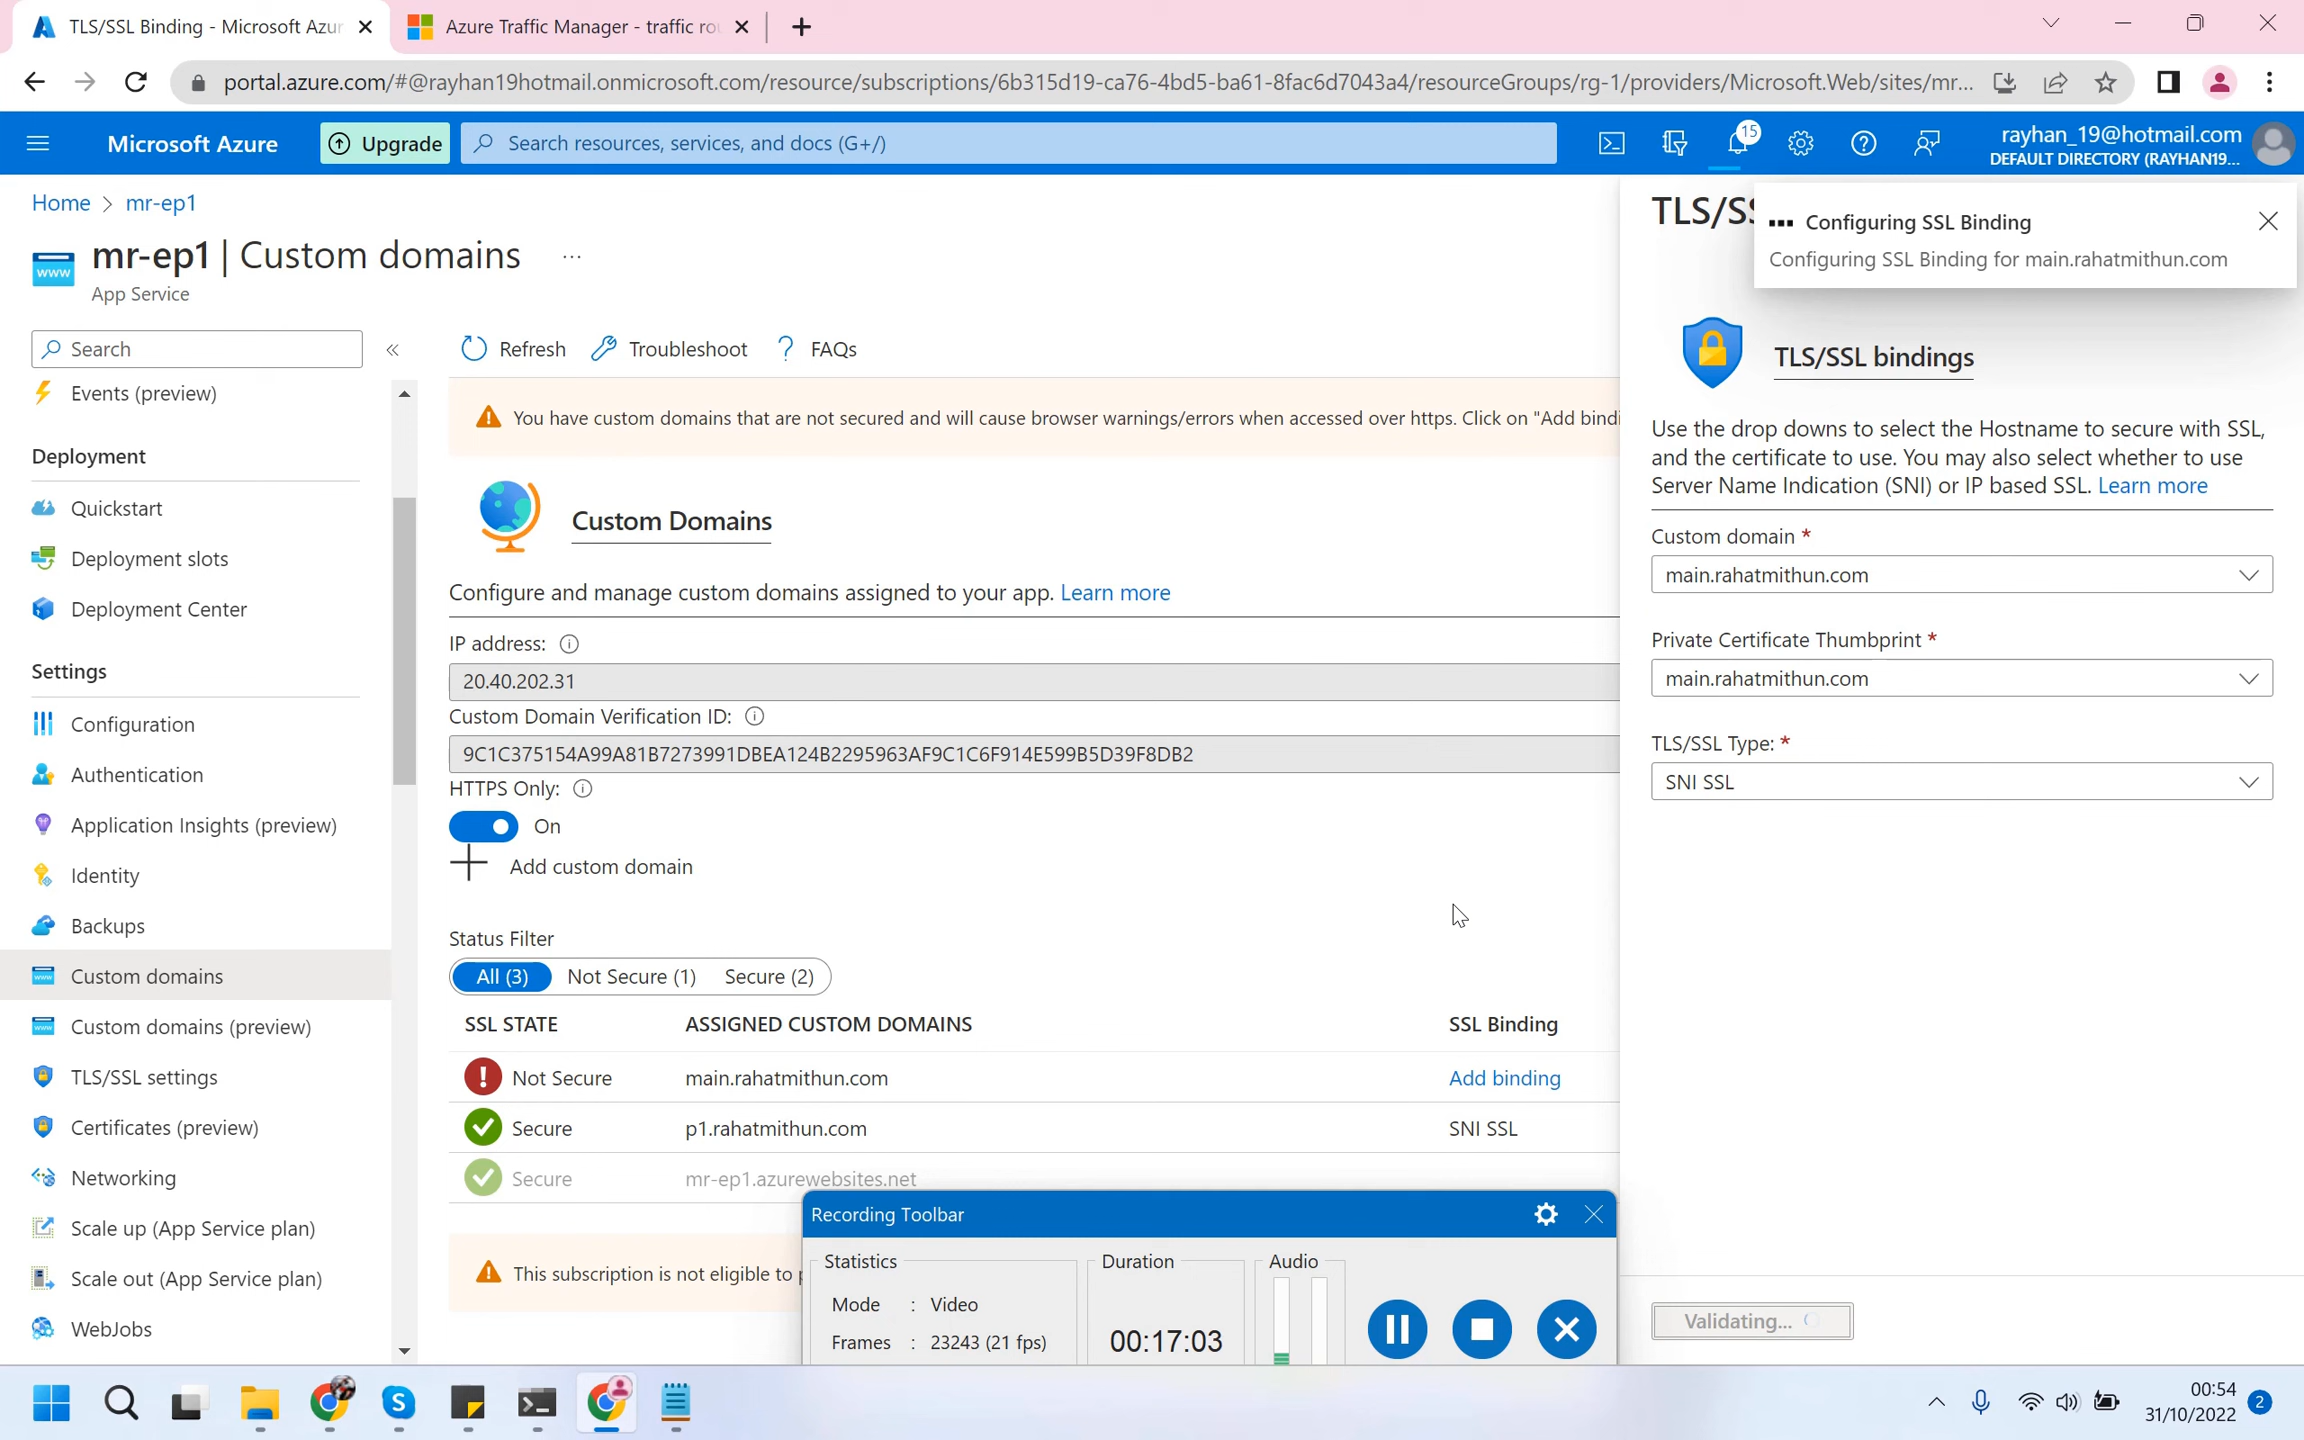 TLS/SSL Binding - Microsoft Azur
Azure Traffic Manager - traffic rou
portal.azure.com/#@rayhan19hotmail.onmicrosoft.com/resource/subscriptions/6b315d19-ca76-4bd5-ba61-8fac6d7043a4/resourceGroups/rg-1/providers/Microsoft.Web/sites/mr...
Microsoft Azure
Upgrade
Search resources, services, and docs (G+/)
15
rayhan_19@hotmail.com
DEFAULT DIRECTORY (RAYHAN19...
Home > mr-ep1
mr-ep1 | Custom domains ...
App Service
Search
Events (preview)
Deployment
Quickstart
Deployment slots
Deployment Center
Settings
Configuration
Authentication
Application Insights (preview)
Identity
Backups
Custom domains
Custom domains (preview)
TLS/SSL settings
Certificates (preview)
Networking
Scale up (App Service plan)
Scale out (App Service plan)
WebJobs
Refresh
Troubleshoot
FAQs
You have custom domains that are not secured and will cause browser warnings/errors when accessed over https. Click on "Add bindi
Custom Domains
Configure and manage custom domains assigned to your app. Learn more
IP address:
20.40.202.31
Custom Domain Verification ID:
9C1C375154A99A81B7273991DBEA124B2295963AF9C1C6F914E599B5D39F8DB2
HTTPS Only:
On
Add custom domain
Status Filter
All (3) Not Secure (1) Secure (2)
SSL STATE ASSIGNED CUSTOM DOMAINS SSL Binding
Not Secure main.rahatmithun.com Add binding
Secure p1.rahatmithun.com SNI SSL
Secure mr-ep1.azurewebsites.net
This subscription is not eligible to p
TLS/SS
Configuring SSL Binding
Configuring SSL Binding for main.rahatmithun.com
TLS/SSL bindings
Use the drop downs to select the Hostname to secure with SSL,
and the certificate to use. You may also select whether to use
Server Name Indication (SNI) or IP based SSL. Learn more
Custom domain *
main.rahatmithun.com
Private Certificate Thumbprint *
main.rahatmithun.com
TLS/SSL Type: *
SNI SSL
Validating...
Recording Toolbar
Statistics
Mode : Video
Frames : 23243 (21 fps)
Duration
00:17:03
Audio
00:54
31/10/2022
2